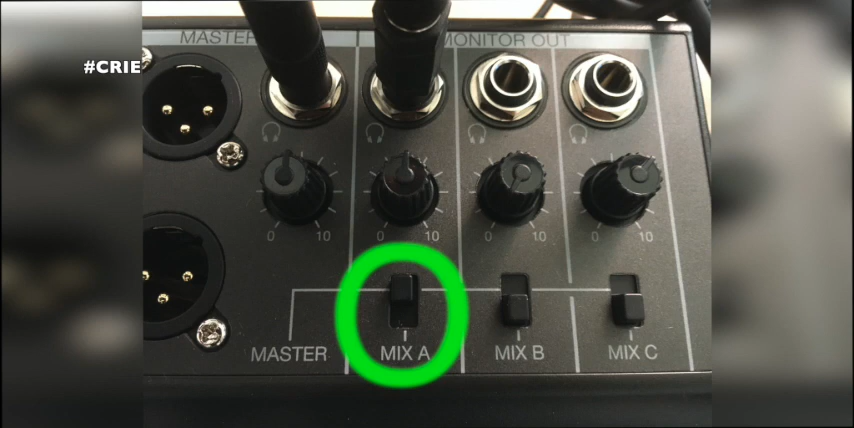 MASTER
MONITOR OUT
#CRIE
0 10
0 10
0 10
0 10
MASTER
MIX A
MIX B
MIX C